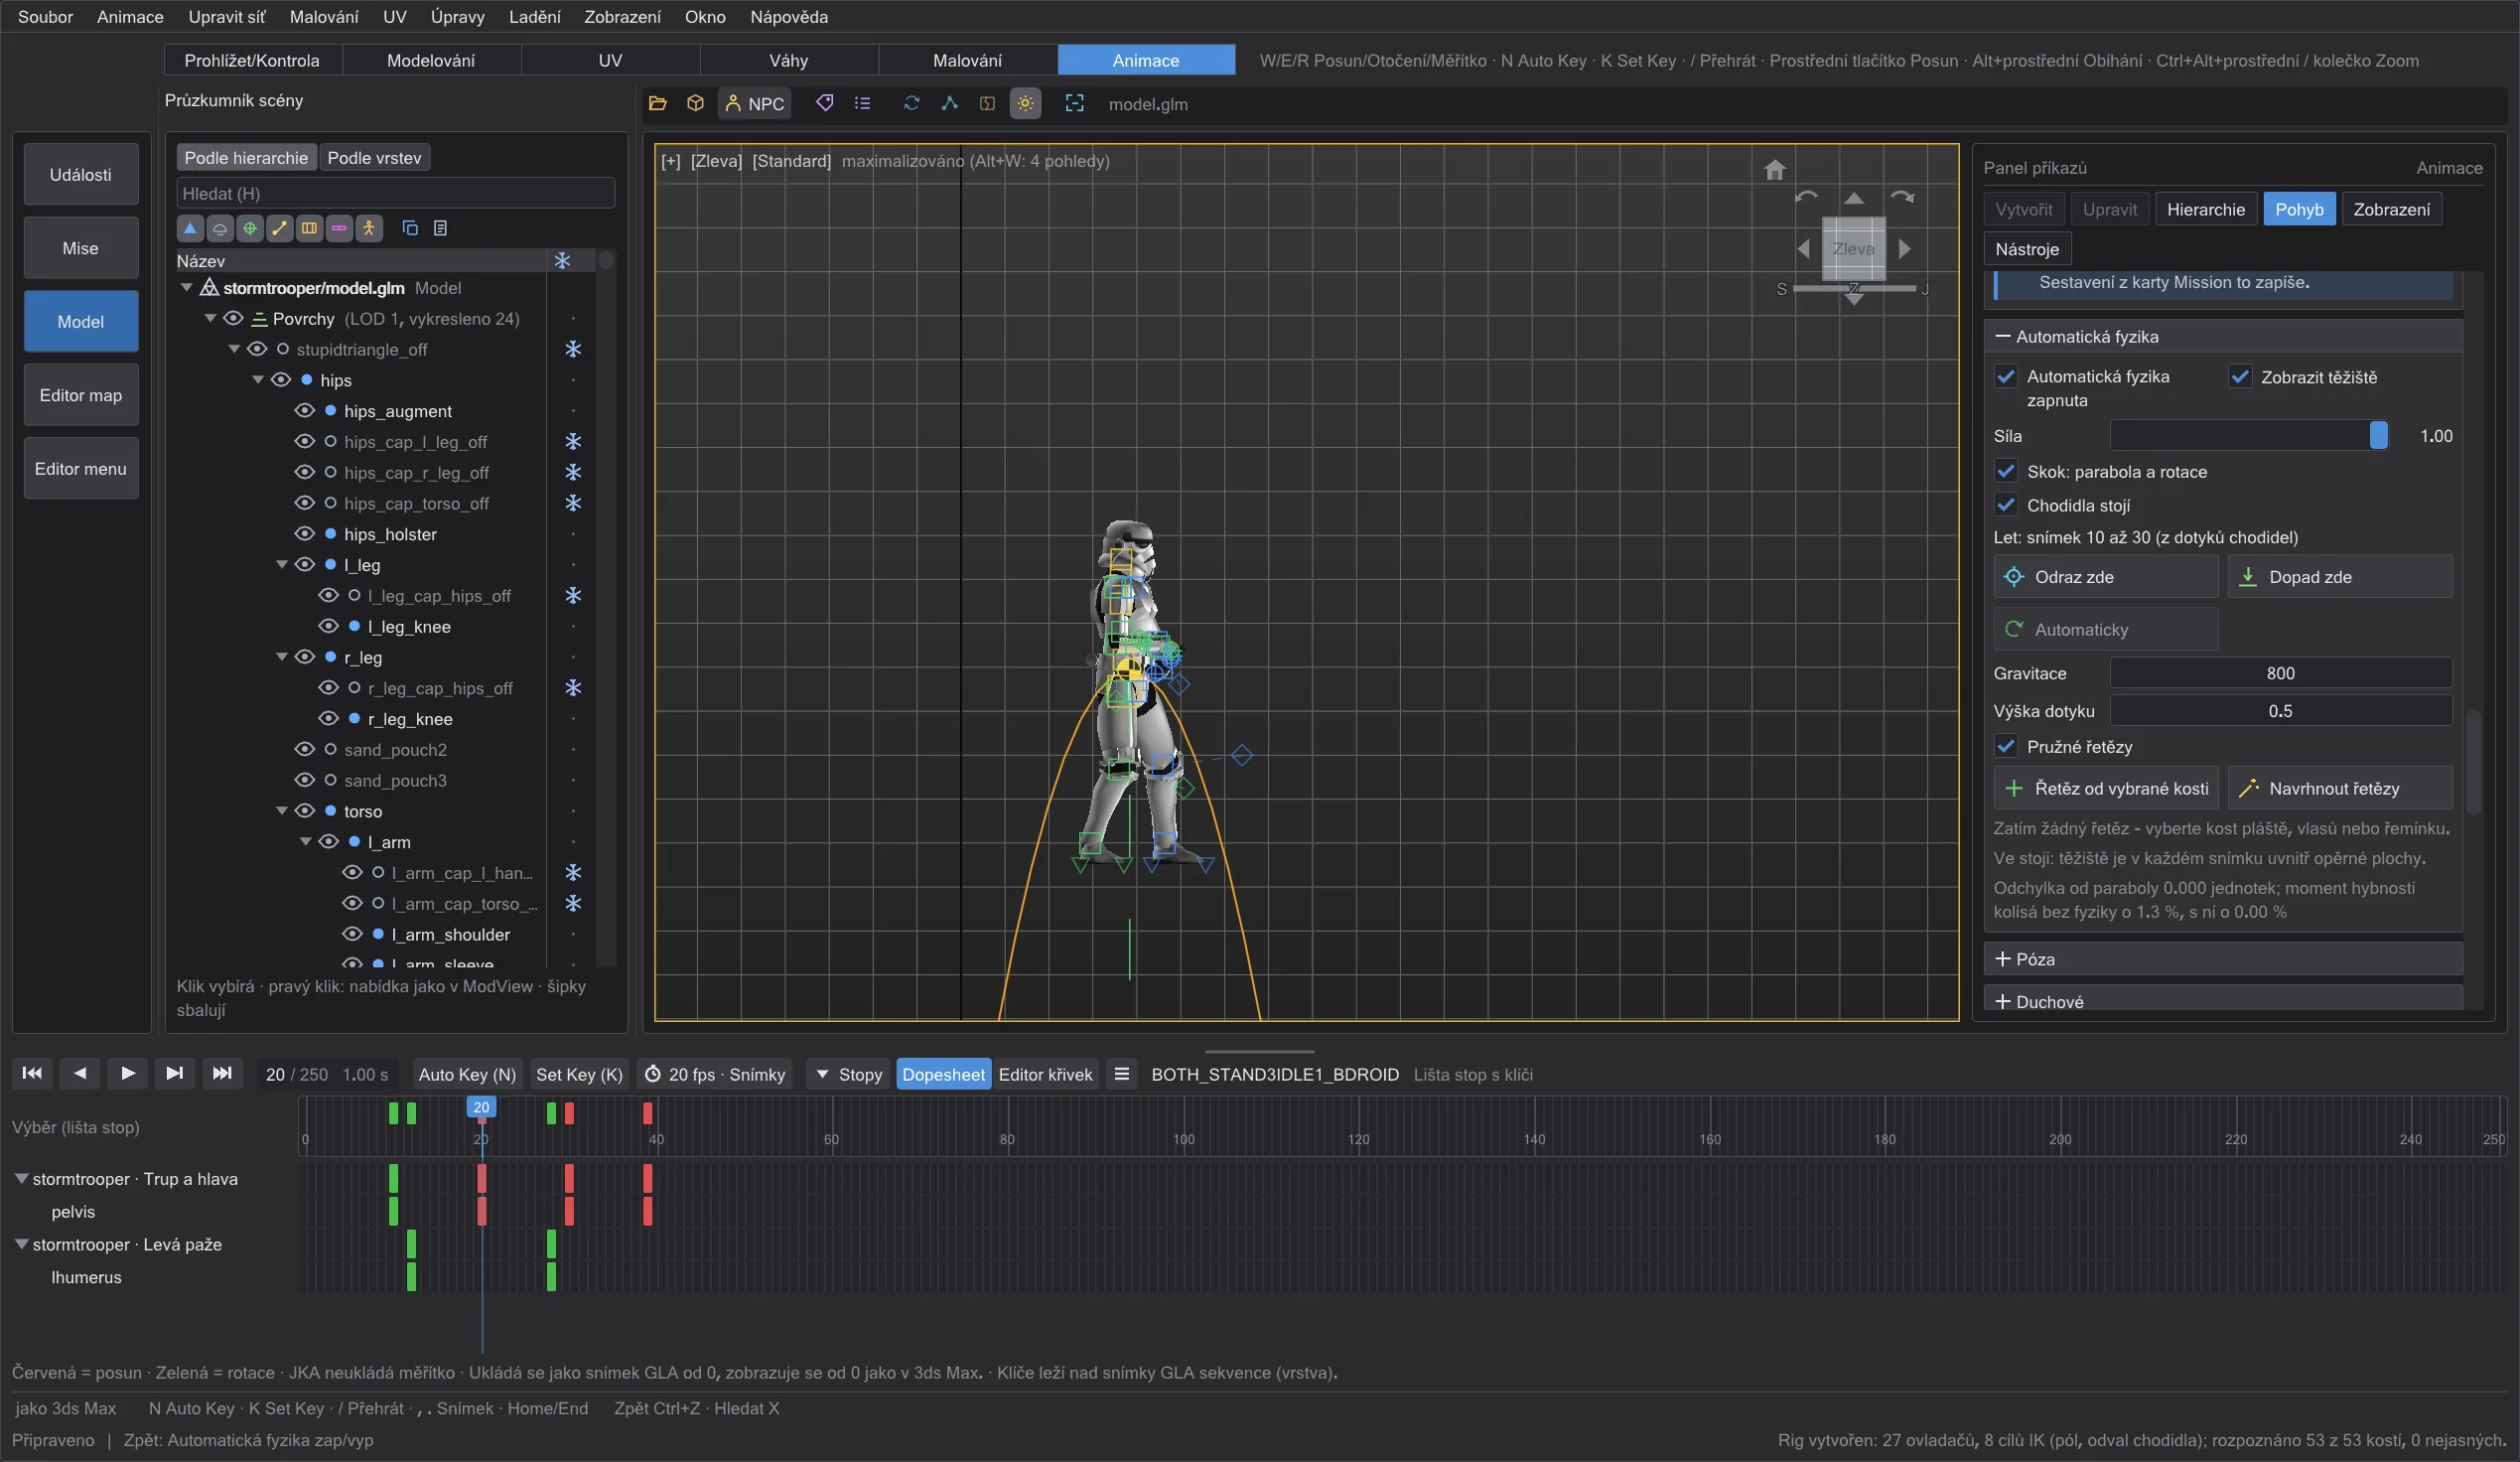 Soubor Animace Upravit síť Malování UV Úpravy Ladění Zobrazení Okno Nápověda
Prohlížet/Kontrola Modelování UV Váhy Malování Animace W/E/R Posun/Otočení/Měřítko · N Auto Key · K Set Key · / Přehrát · Prostřední tlačítko Posun · Alt+prostřední Obíhání · Ctrl+Alt+prostřední / kolečko Zoom
Průzkumník scény
NPC model.glm
Události
Mise
Model
Editor map
Editor menu
Podle hierarchie Podle vrstev
Hledat (H)
Název
stormtrooper/model.glm Model
Povrchy (LOD 1, vykresleno 24)
stupidtriangle_off
hips
hips_augment
hips_cap_l_leg_off
hips_cap_r_leg_off
hips_cap_torso_off
hips_holster
l_leg
l_leg_cap_hips_off
l_leg_knee
r_leg
r_leg_cap_hips_off
r_leg_knee
sand_pouch2
sand_pouch3
torso
l_arm
l_arm_cap_l_han...
l_arm_cap_torso_...
l_arm_shoulder
l_arm_sleeve
Klik vybírá · pravý klik: nabídka jako v ModView · šipky
sbalují
[+] [Zleva] [Standard] maximalizováno (Alt+W: 4 pohledy)
Zleva
S Z J
Panel příkazů Animace
Vytvořit Upravit Hierarchie Pohyb Zobrazení
Nástroje
Sestavení z karty Mission to zapíše.
Automatická fyzika
Automatická fyzika
zapnuta
Zobrazit těžiště
Síla 1.00
Skok: parabola a rotace
Chodidla stojí
Let: snímek 10 až 30 (z dotyků chodidel)
Odraz zde Dopad zde
Automaticky
Gravitace 800
Výška dotyku 0.5
Pružné řetězy
Řetěz od vybrané kosti Navrhnout řetězy
Zatím žádný řetěz - vyberte kost pláště, vlasů nebo řemínku.
Ve stoji: těžiště je v každém snímku uvnitř opěrné plochy.
Odchylka od paraboly 0.000 jednotek; moment hybnosti
kolísá bez fyziky o 1.3 %, s ní o 0.00 %
Póza
Duchové
20 / 250 1.00 s Auto Key (N) Set Key (K) 20 fps · Snímky Stopy Dopesheet Editor křivek BOTH_STAND3IDLE1_BDROID Lišta stop s klíči
20
Výběr (lišta stop)
0 20 40 60 80 100 120 140 160 180 200 220 240 250
stormtrooper · Trup a hlava
pelvis
stormtrooper · Levá paže
lhumerus
Červená = posun · Zelená = rotace · JKA neukládá měřítko · Ukládá se jako snímek GLA od 0, zobrazuje se od 0 jako v 3ds Max. · Klíče leží nad snímky GLA sekvence (vrstva).
jako 3ds Max N Auto Key · K Set Key · / Přehrát · , . Snímek · Home/End Zpět Ctrl+Z · Hledat X
Připraveno | Zpět: Automatická fyzika zap/vyp
Rig vytvořen: 27 ovladačů, 8 cílů IK (pól, odval chodidla); rozpoznáno 53 z 53 kostí, 0 nejasných.